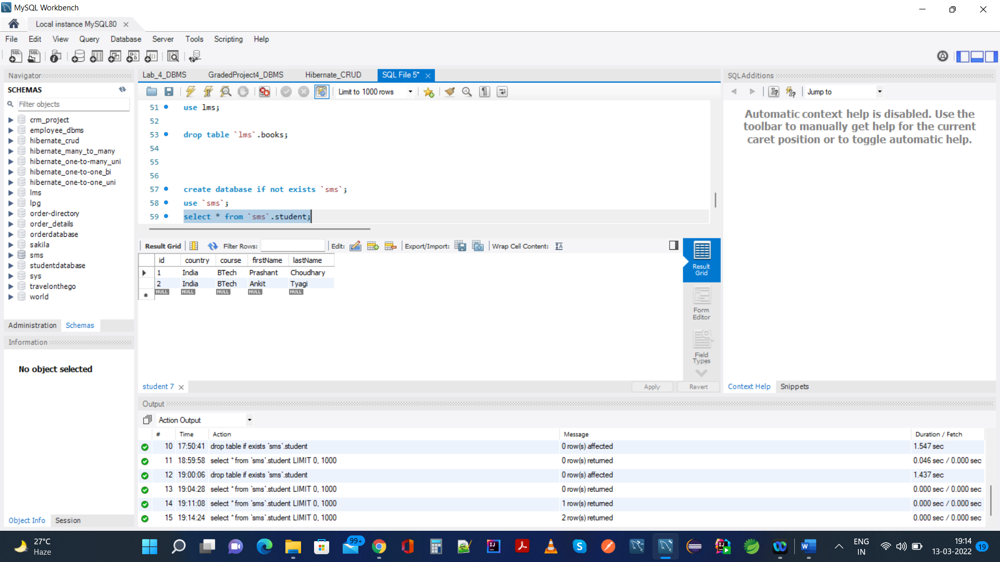 MySQL Workbench
Local instance MySQL80
File Edit View Query Database Server Tools Scripting Help
Navigator
SCHEMAS
Filter objects
crm_project
employee_dbms
hibernate_crud
hibernate_many_to_many
hibernate_one-to-many_uni
hibernate_one-to-one_bi
hibernate_one-to-one_uni
lms
lpg
order-directory
order_details
orderdatabase
sakila
sms
studentdatabase
sys
travelonthego
world
Administration Schemas
Information
No object selected
Object Info Session
Lab_4_DBMS GradedProject4_DBMS Hibernate_CRUD SQL File 5*
Limit to 1000 rows
51 use lms;
52
53 drop table `lms`.books;
54
55
56
57 create database if not exists `sms`;
58 use `sms`;
59 select * from `sms`.student;
Result Grid Filter Rows: Edit: Export/Import: Wrap Cell Content:
id country course firstName lastName
1 India BTech Prashant Choudhary
2 India BTech Ankit Tyagi
NULL NULL NULL NULL NULL
Result
Grid
Form
Editor
Field
Types
student 7 Apply Revert
SQLAdditions
Jump to
Automatic context help is disabled. Use the
toolbar to manually get help for the current
caret position or to toggle automatic help.
Context Help Snippets
Output
Action Output
# Time Action Message Duration / Fetch
10 17:50:41 drop table if exists `sms`.student 0 row(s) affected 1.547 sec
11 18:59:58 select * from `sms`.student LIMIT 0, 1000 0 row(s) returned 0.046 sec / 0.000 sec
12 19:00:06 drop table if exists `sms`.student 0 row(s) affected 1.437 sec
13 19:04:28 select * from `sms`.student LIMIT 0, 1000 0 row(s) returned 0.000 sec / 0.000 sec
14 19:11:08 select * from `sms`.student LIMIT 0, 1000 1 row(s) returned 0.000 sec / 0.000 sec
15 19:14:24 select * from `sms`.student LIMIT 0, 1000 2 row(s) returned 0.000 sec / 0.000 sec
27°C
Haze
99+
ENG
IN
19:14
13-03-2022
19